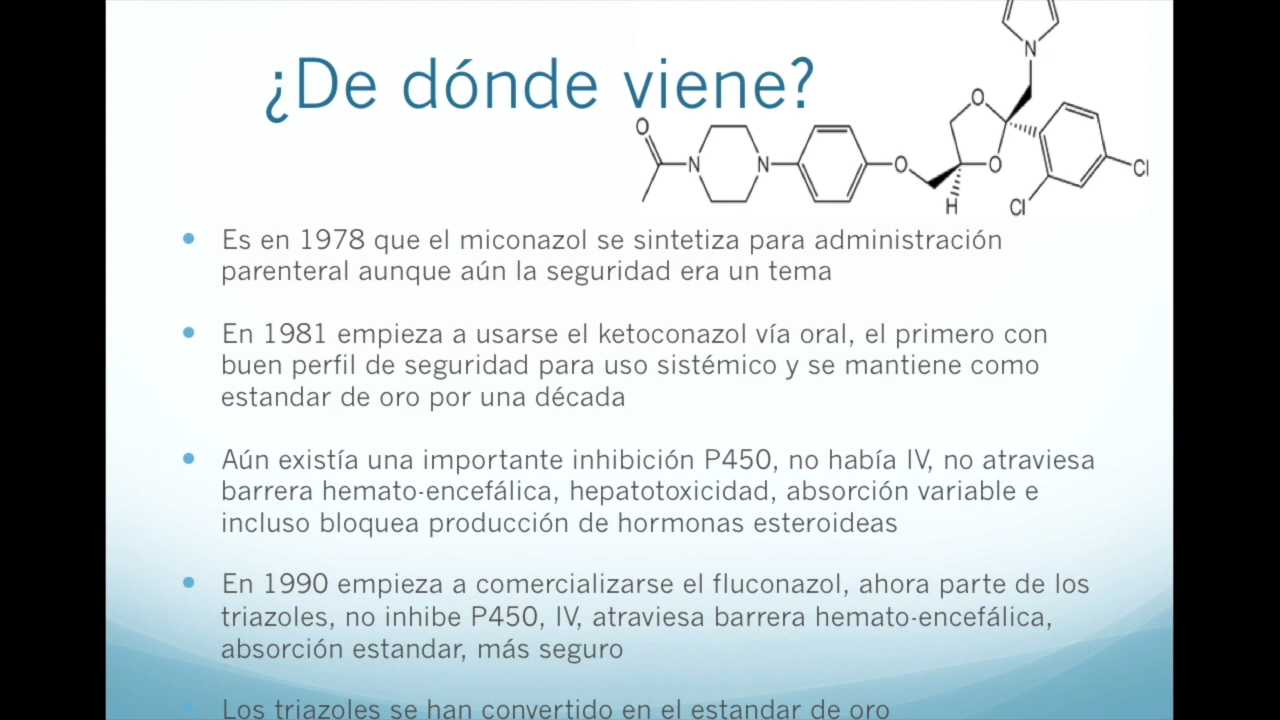 ¿De dónde viene?
N
O
O
N
N
O
O
Cl
H
Cl
Es en 1978 que el miconazol se sintetiza para administración
parenteral aunque aún la seguridad era un tema
En 1981 empieza a usarse el ketoconazol vía oral, el primero con
buen perfil de seguridad para uso sistémico y se mantiene como
estandar de oro por una década
Aún existía una importante inhibición P450, no había IV, no atraviesa
barrera hemato-encefálica, hepatotoxicidad, absorción variable e
incluso bloquea producción de hormonas esteroideas
En 1990 empieza a comercializarse el fluconazol, ahora parte de los
triazoles, no inhibe P450, IV, atraviesa barrera hemato-encefálica,
absorción estandar, más seguro
Los triazoles se han convertido en el estandar de oro